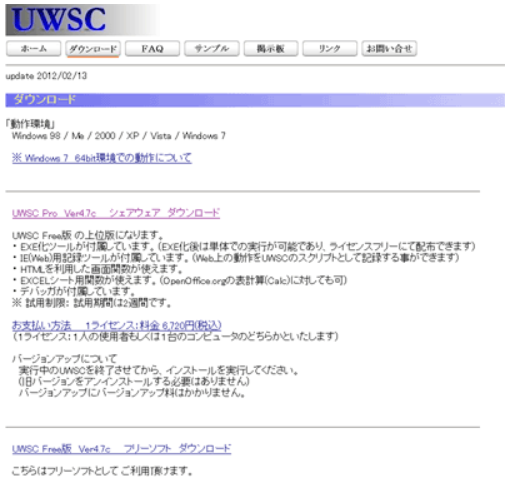 UWSC
ホーム ダウンロード FAQ サンプル 掲示板 リンク お問い合せ
update 2012/02/13
ダウンロード
「動作環境」
Windows 98 / Me / 2000 / XP / Vista / Windows 7
※ Windows 7 64bit環境での動作について
UWSC Pro Ver4.7c シェアウェア ダウンロード
UWSC Free版 の上位版になります。
・EXE化ツールが付属しています。(EXE化後は単体での実行が可能であり、ライセンスフリーにて配布できます)
・IE(Web)用記録ツールが付属しています。(Web上の動作をUWSCのスクリプトとして記録する事ができます)
・HTMLを利用した画面関数が使えます。
・EXCELシート用関数が使えます。(OpenOffice.orgの表計算(Calc)に対しても可)
・デバッガが付属しています。
※ 試用制限: 試用期間は2週間です。
お支払い方法 1ライセンス:料金 6,720円(税込)
(1ライセンス:1人の使用者もしくは1台のコンピュータのどちらかといたします)
バージョンアップについて
実行中のUWSCを終了させてから、インストールを実行してください。
(旧バージョンをアンインストールする必要はありません)
バージョンアップにバージョンアップ料はかかりません。
UWSC Free版 Ver4.7c フリーソフト ダウンロード
こちらはフリーソフトとしてご利用頂けます。